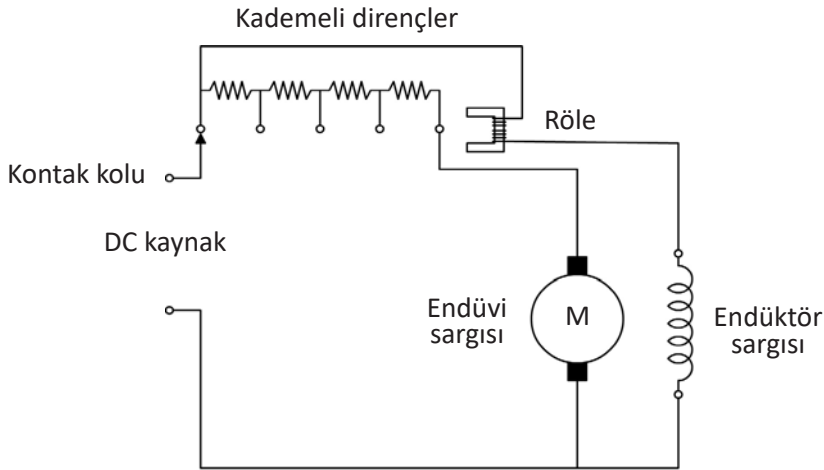 Kademeli dirençler
Röle
Kontak kolu
DC kaynak
Endüvi
sargısı
M
Endüktör
sargısı